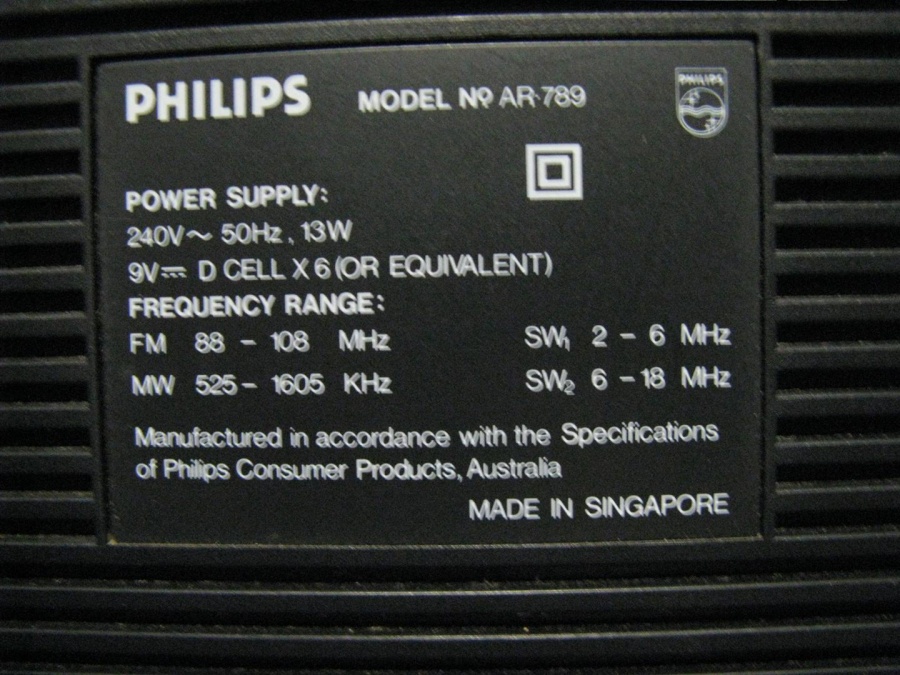 PHILIPS MODEL Nº AR-789
PHILIPS
POWER SUPPLY:
240V~ 50Hz, 13W
9V⎓ D CELL X 6 (OR EQUIVALENT)
FREQUENCY RANGE:
FM 88 - 108 MHz SW₁ 2 - 6 MHz
MW 525 - 1605 KHz SW₂ 6 - 18 MHz
Manufactured in accordance with the Specifications
of Philips Consumer Products, Australia
MADE IN SINGAPORE